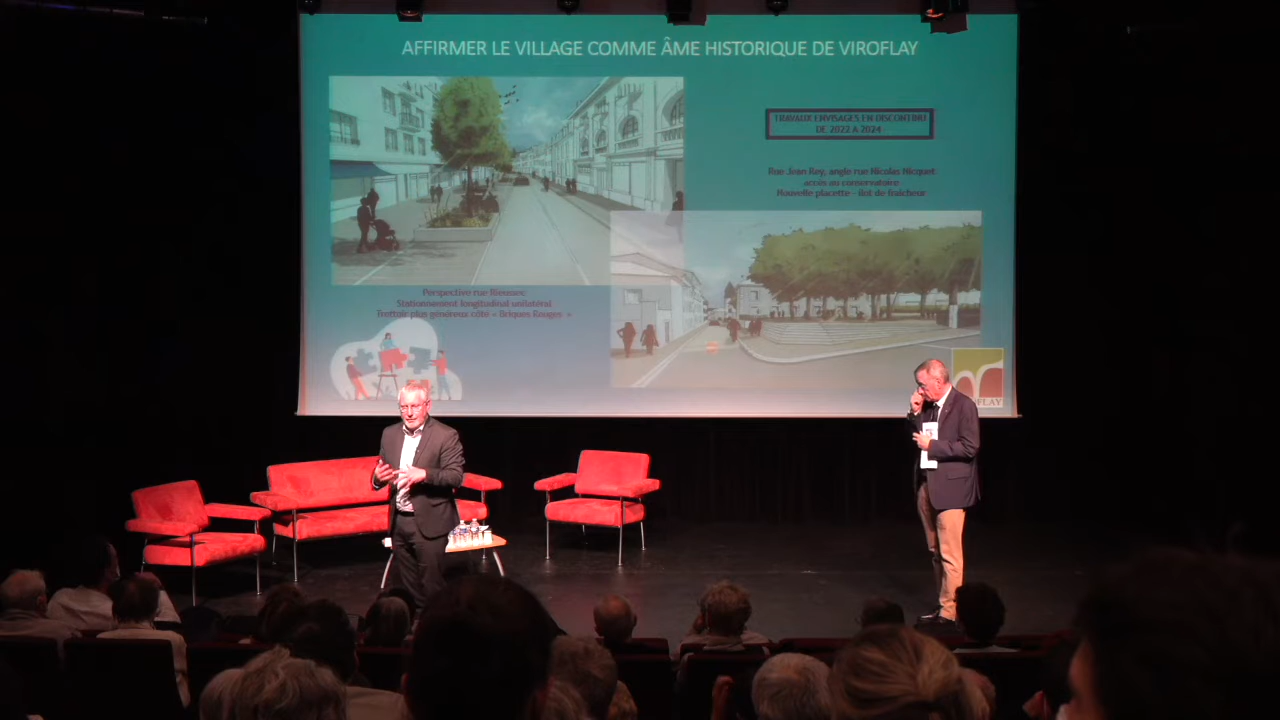 AFFIRMER LE VILLAGE COMME ÂME HISTORIQUE DE VIROFLAY
TRAVAUX ENVISAGES EN DISCONTINU
DE 2022 A 2024
Rue Jean Rey, angle rue Nicolas Nicquet
accès au conservatoire
Nouvelle placette - îlot de fraîcheur
Perspective rue Rieussec
Stationnement longitudinal unilatéral
Trottoir plus généreux côté « Briques Rouges »
OFLAY